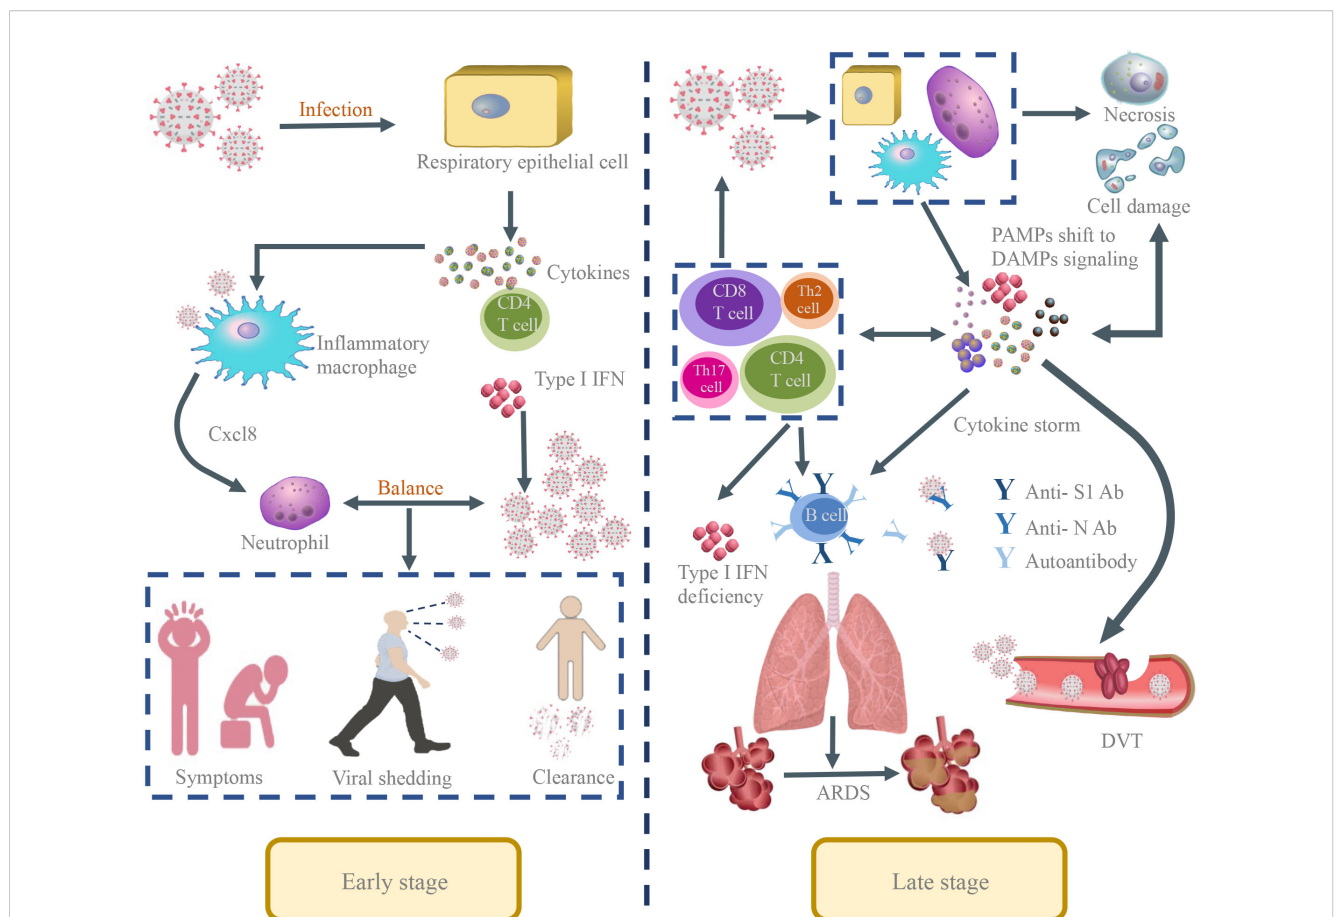 Infection
Respiratory epithelial cell
Cytokines
CD4
T cell
Inflammatory
macrophage
Type I IFN
Cxcl8
Balance
Neutrophil
Symptoms
Viral shedding
Clearance
Early stage
Necrosis
Cell damage
PAMPs shift to
DAMPs signaling
CD8
T cell
Th2
cell
Th17
cell
CD4
T cell
Cytokine storm
B cell
Anti- S1 Ab
Anti- N Ab
Autoantibody
Type I IFN
deficiency
DVT
ARDS
Late stage